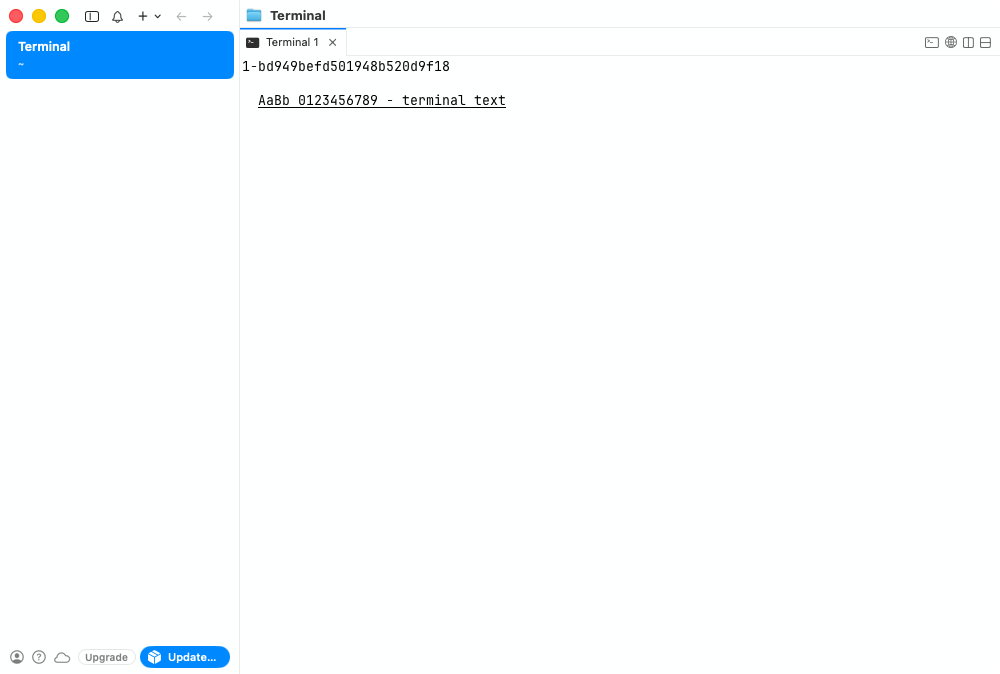 Terminal
Terminal
~
Terminal 1
1-bd949befd501948b520d9f18
AaBb 0123456789 - terminal text
Upgrade
Update...